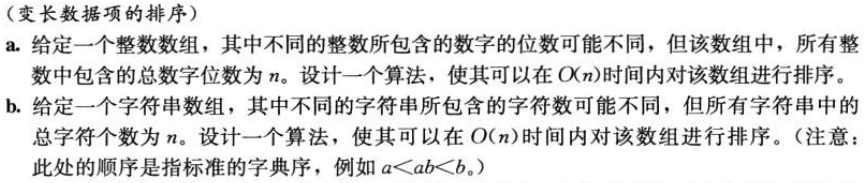 (变长数据项的排序)
a. 给定一个整数数组，其中不同的整数所包含的数字的位数可能不同，但该数组中，所有整
数中包含的总数字位数为 n。设计一个算法，使其可以在 O(n)时间内对该数组进行排序。
b. 给定一个字符串数组，其中不同的字符串所包含的字符数可能不同，但所有字符串中的
总字符个数为 n。设计一个算法，使其可以在 O(n)时间内对该数组进行排序。(注意：
此处的顺序是指标准的字典序，例如 a<ab<b。)